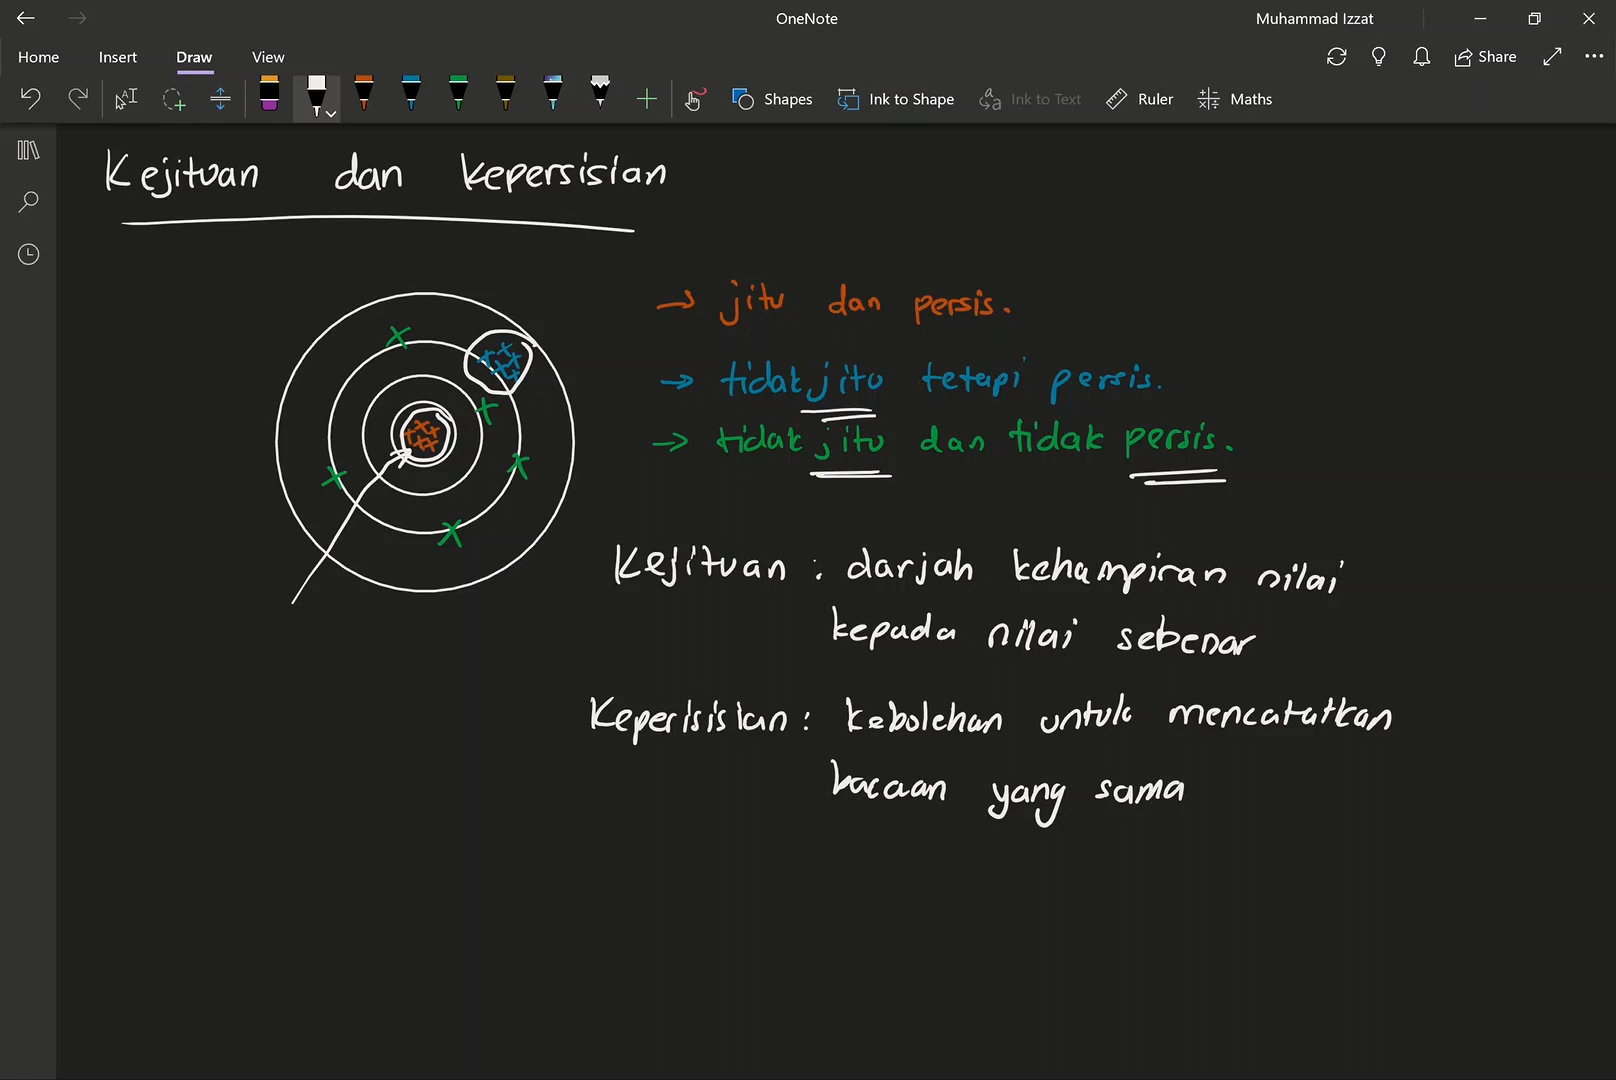 OneNote
Muhammad Izzat
Home Insert Draw View
Share
Shapes Ink to Shape Ink to Text Ruler Maths
Kejituan dan kepersisian
→ jitu dan persis.
→ tidak jitu tetapi persis.
→ tidak jitu dan tidak persis.
Kejituan : darjah kehampiran nilai
kepada nilai sebenar
Keperisisian : kebolehan untuk mencatatkan
bacaan yang sama